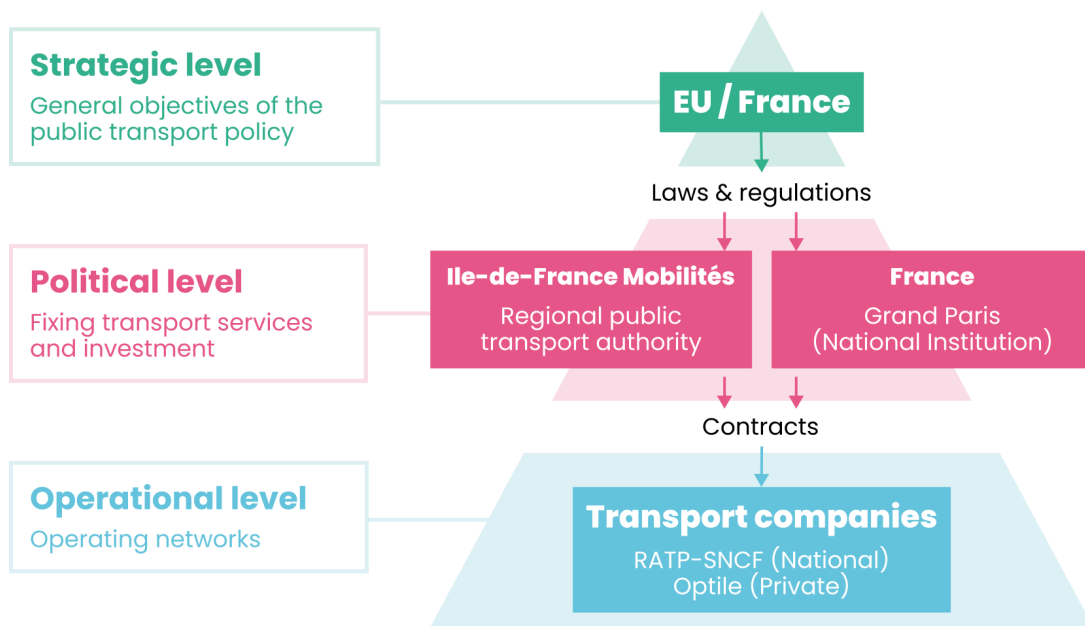 Strategic level
General objectives of the
public transport policy
EU / France
Laws & regulations
Political level
Fixing transport services
and investment
Ile-de-France Mobilités
Regional public
transport authority
France
Grand Paris
(National Institution)
Contracts
Operational level
Operating networks
Transport companies
RATP-SNCF (National)
Optile (Private)